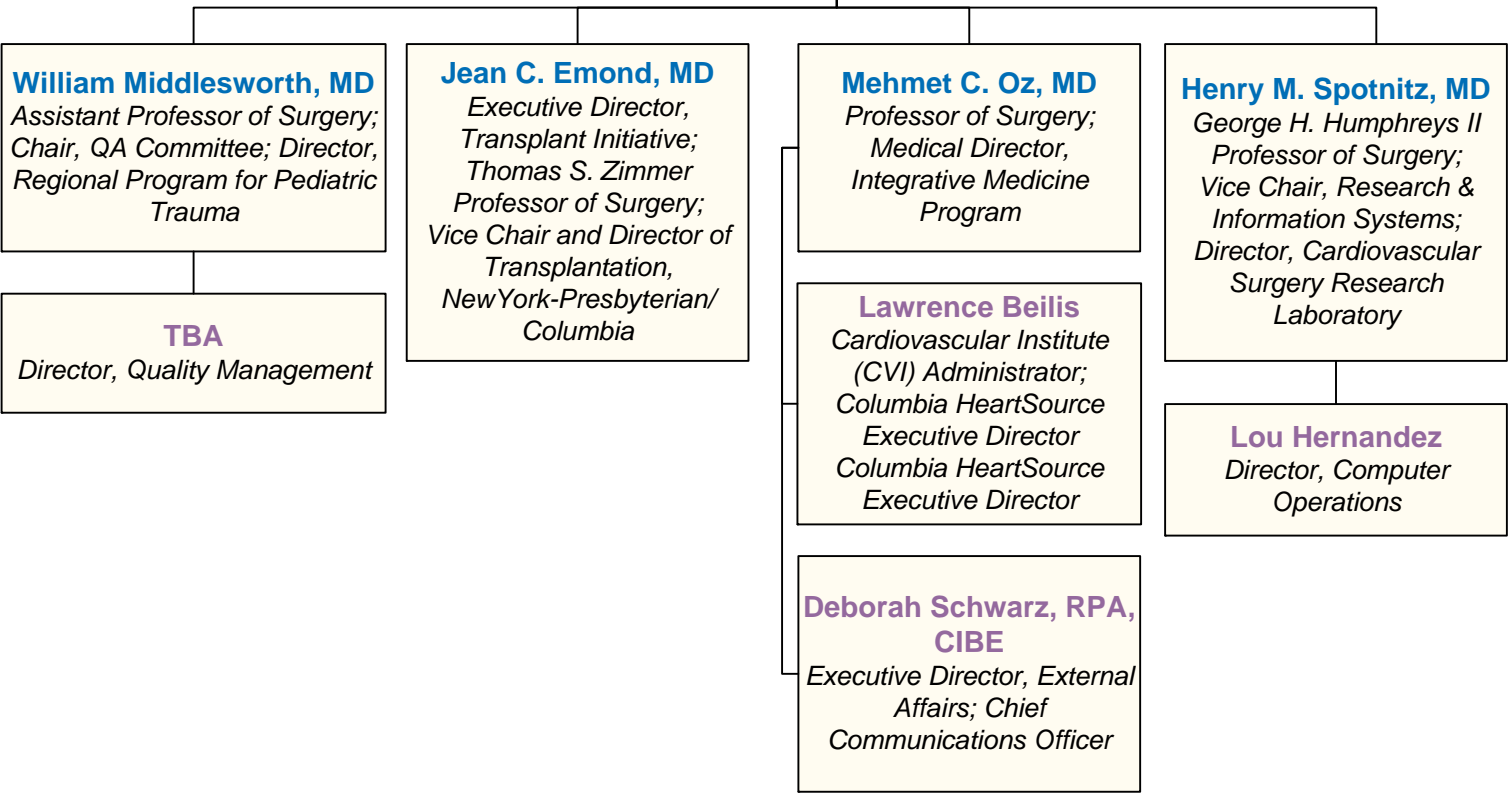 William Middlesworth, MD
Assistant Professor of Surgery;
Chair, QA Committee; Director,
Regional Program for Pediatric
Trauma
TBA
Director, Quality Management
Jean C. Emond, MD
Executive Director,
Transplant Initiative;
Thomas S. Zimmer
Professor of Surgery;
Vice Chair and Director of
Transplantation,
NewYork-Presbyterian/
Columbia
Mehmet C. Oz, MD
Professor of Surgery;
Medical Director,
Integrative Medicine
Program
Lawrence Beilis
Cardiovascular Institute
(CVI) Administrator;
Columbia HeartSource
Executive Director
Columbia HeartSource
Executive Director
Deborah Schwarz, RPA,
CIBE
Executive Director, External
Affairs; Chief
Communications Officer
Henry M. Spotnitz, MD
George H. Humphreys II
Professor of Surgery;
Vice Chair, Research &
Information Systems;
Director, Cardiovascular
Surgery Research
Laboratory
Lou Hernandez
Director, Computer
Operations